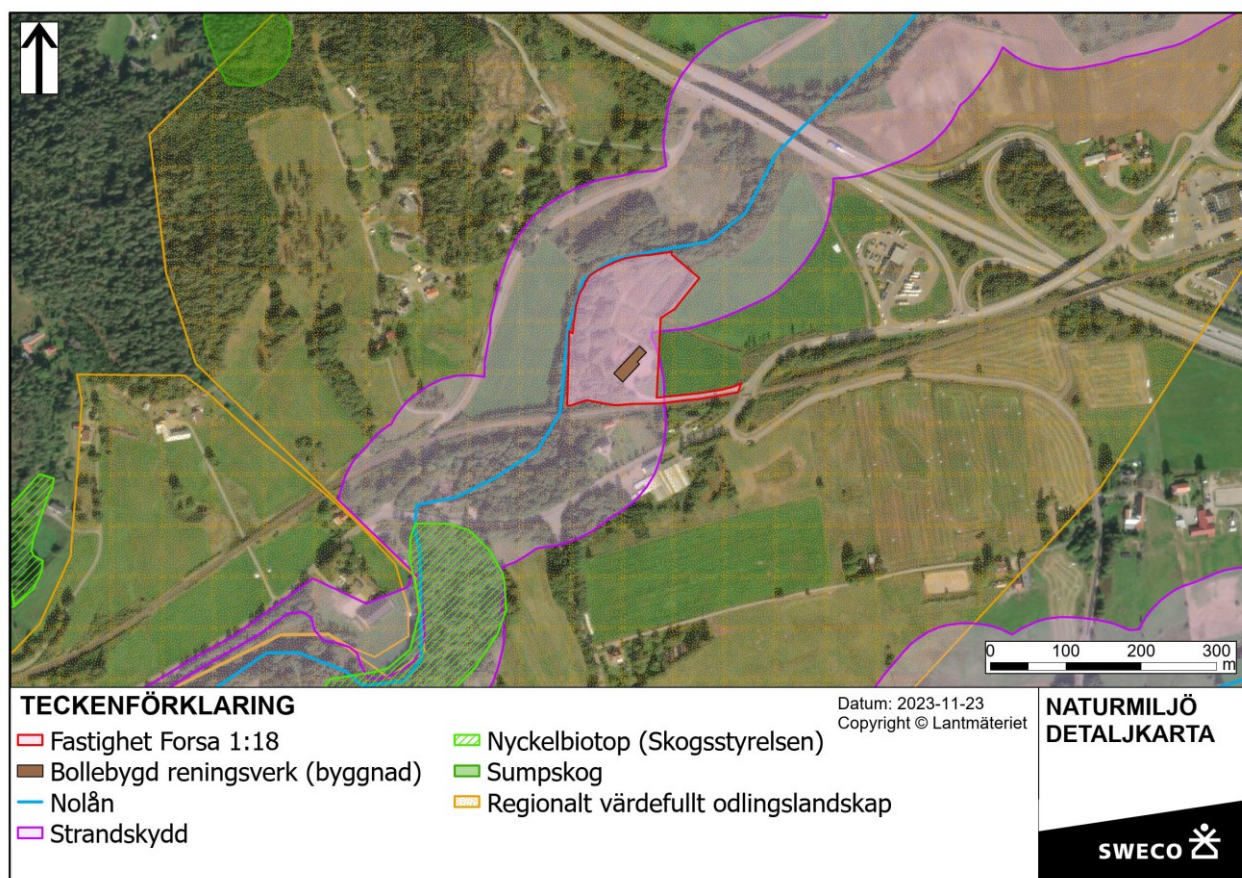 0 100 200 300
m
TECKENFÖRKLARING
Fastighet Forsa 1:18
Bollebygd reningsverk (byggnad)
Nolån
Strandskydd
Nyckelbiotop (Skogsstyrelsen)
Sumpskog
Regionalt värdefullt odlingslandskap
Datum: 2023-11-23
Copyright © Lantmäteriet
NATURMILJÖ
DETALJKARTA
SWECO